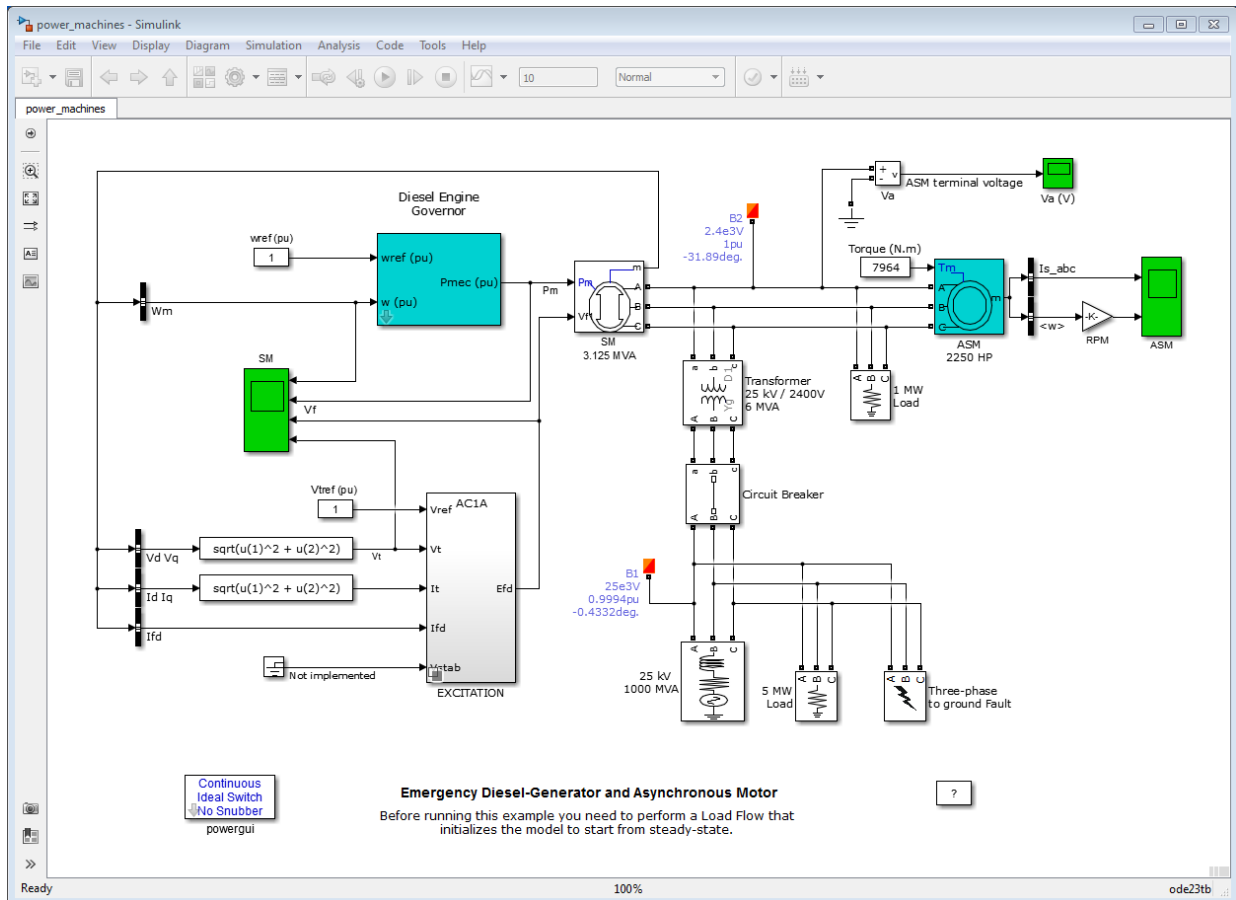 power_machines - Simulink
File Edit View Display Diagram Simulation Analysis Code Tools Help
10
Normal
power_machines
Diesel Engine
Governor
wref (pu)
1
wref (pu)
w (pu)
Pmec (pu)
Wm
Pm
Pm
Vf
m
A
B
C
SM
3.125 MVA
B2
2.4e3V
1pu
-31.89deg.
+
-
v
Va
ASM terminal voltage
Va (V)
Torque (N.m)
7964
Tm
A
B
C
m
ASM
2250 HP
Is_abc
<w>
-K-
RPM
ASM
SM
Vf
a b c
D1
Yg
A B C
Transformer
25 kV / 2400V
6 MVA
A B C
1 MW
Load
a b c
A B C
Circuit Breaker
Vtref (pu)
1
AC1A
Vref
Vt
It
Ifd
Efd
EXCITATION
Vd Vq
sqrt(u(1)^2 + u(2)^2)
Vt
Id Iq
sqrt(u(1)^2 + u(2)^2)
Ifd
Not implemented
B1
25e3V
0.9994pu
-0.4332deg.
A B C
25 kV
1000 MVA
A B C
5 MW
Load
A B C
Three-phase
to ground Fault
Continuous
Ideal Switch
No Snubber
powergui
Emergency Diesel-Generator and Asynchronous Motor
Before running this example you need to perform a Load Flow that
initializes the model to start from steady-state.
?
Ready
100%
ode23tb